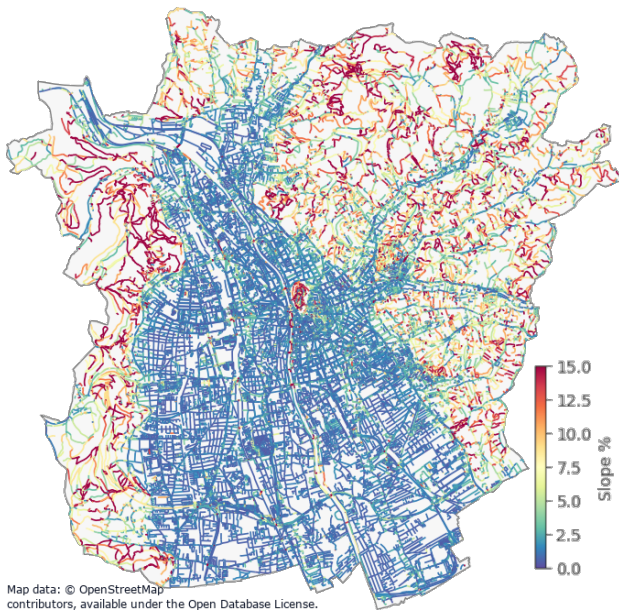 15.0
12.5
10.0
7.5
5.0
2.5
0.0
Slope %
Map data: © OpenStreetMap
contributors, available under the Open Database License.